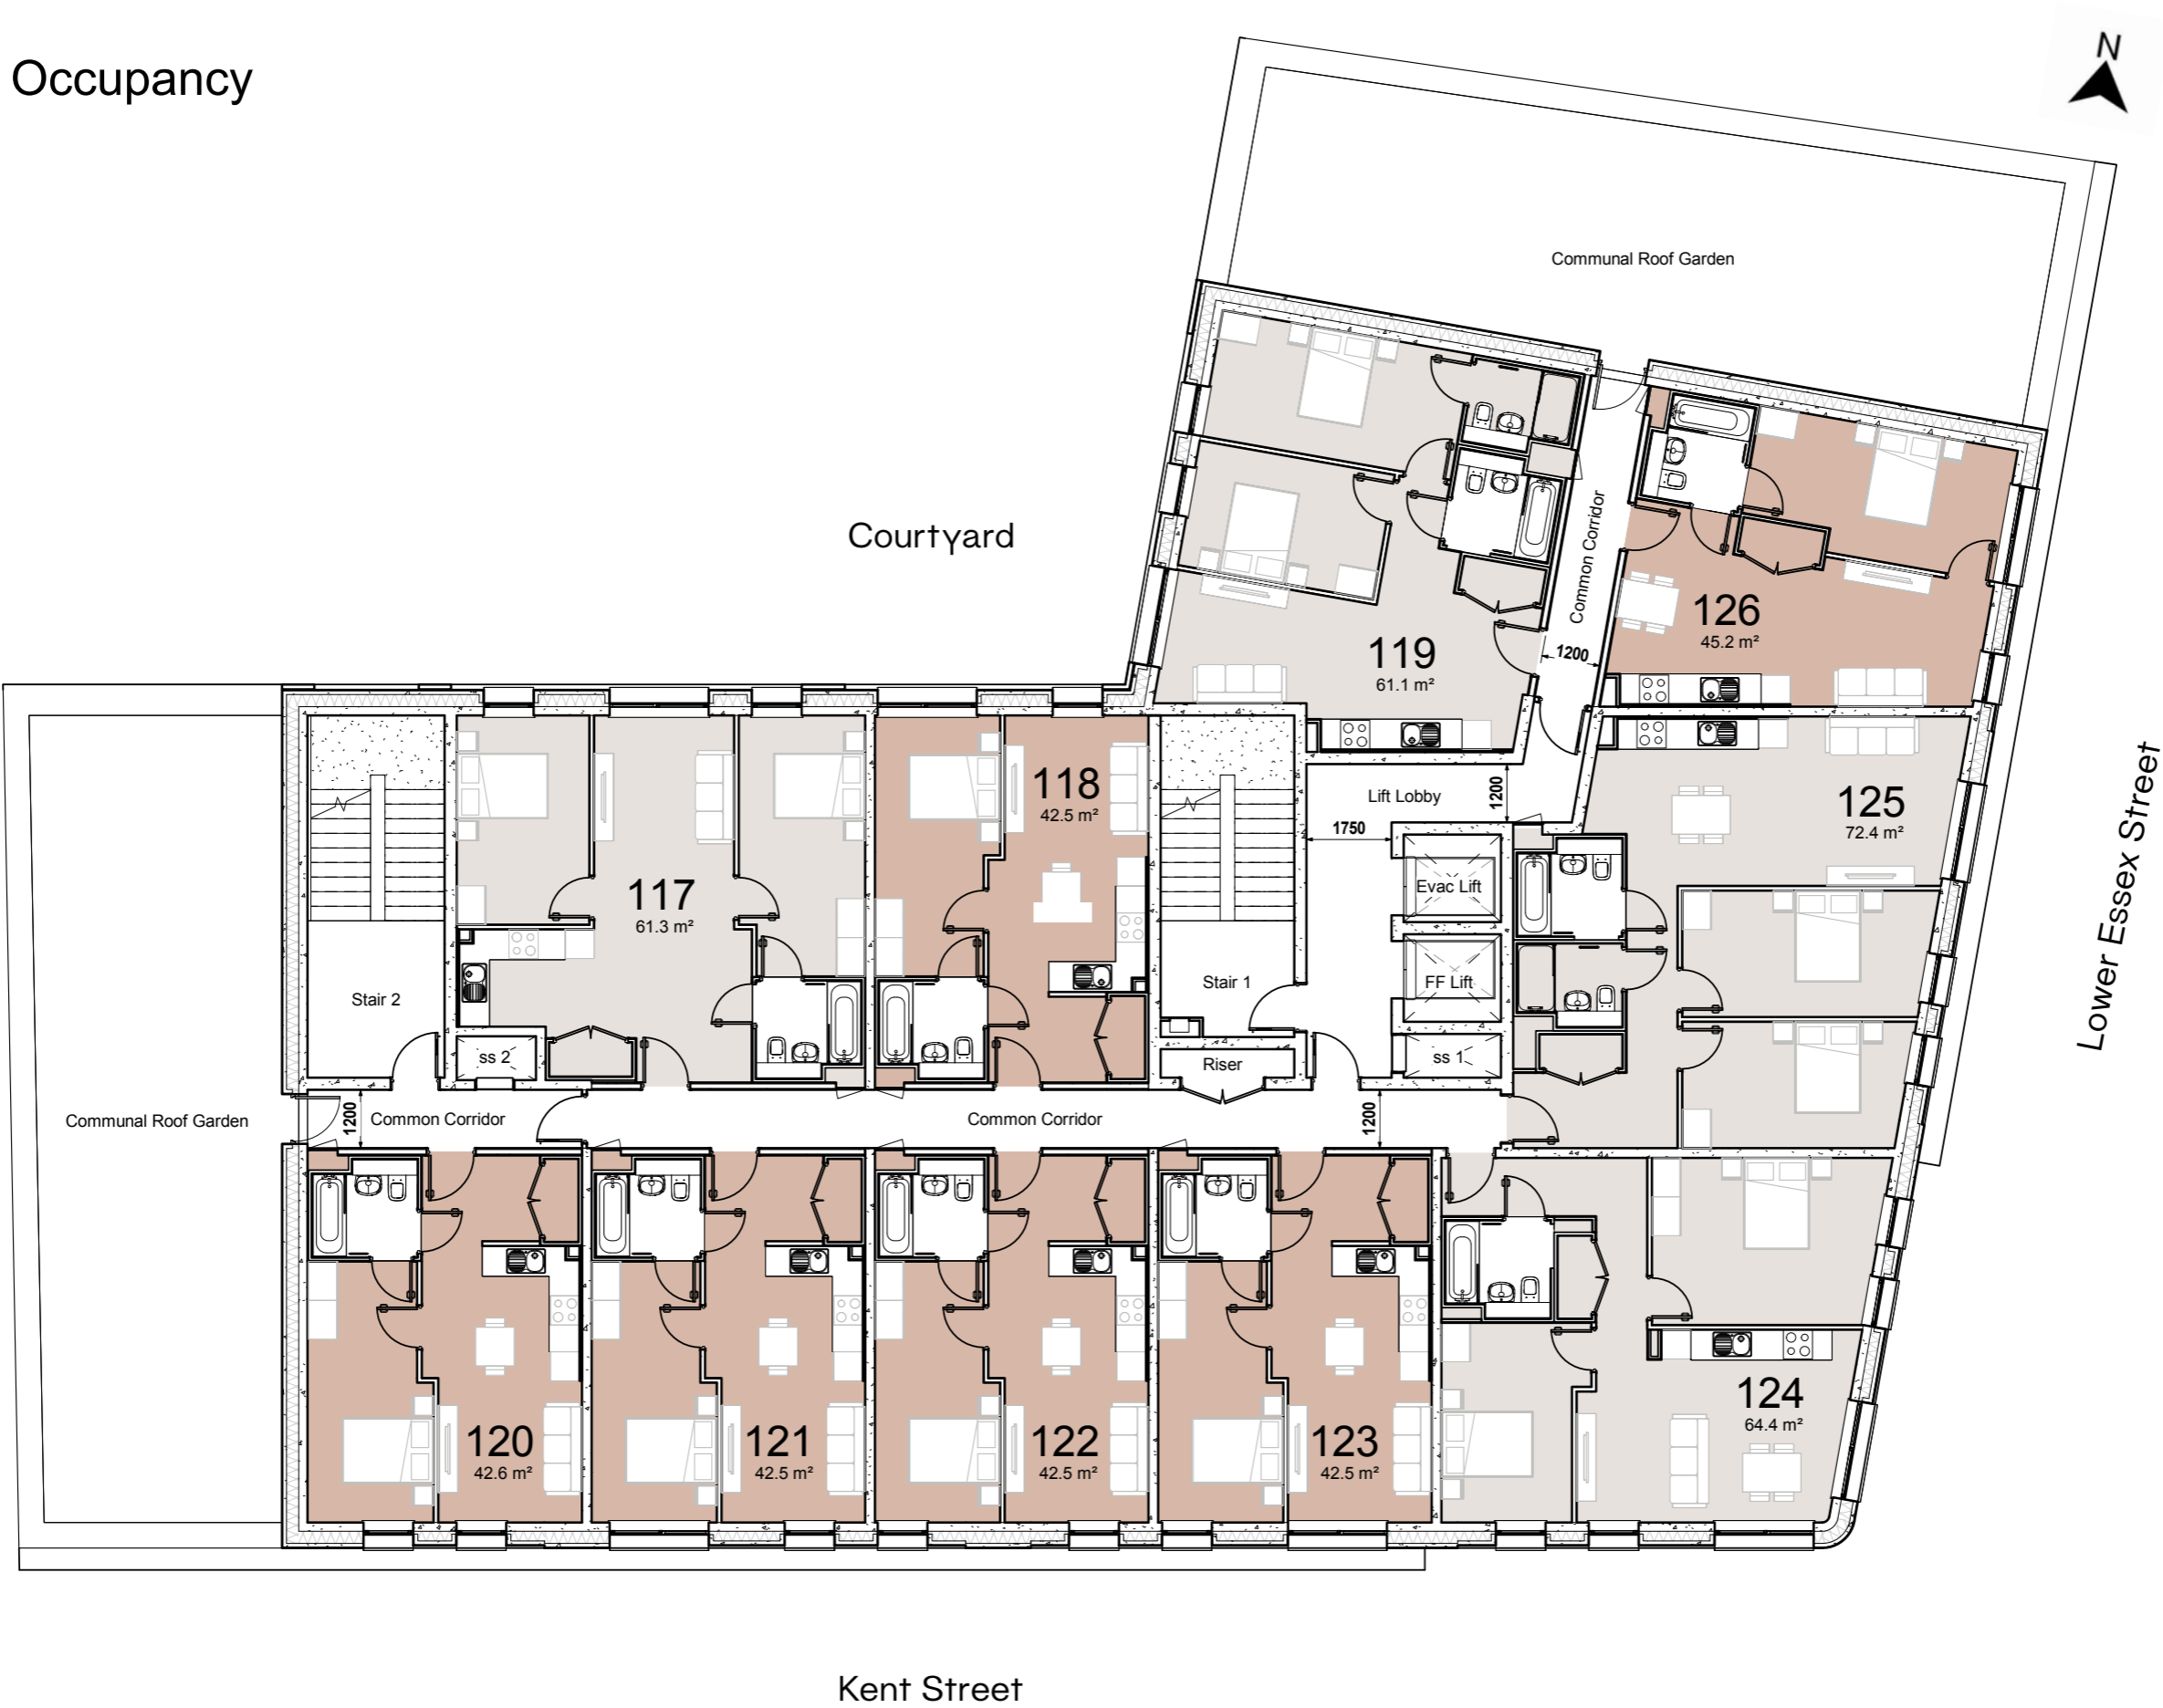 Occupancy
N
Communal Roof Garden
Courtyard
Common Corridor
126
45.2 m²
119
61.1 m²
1200
118
42.5 m²
Lift Lobby
1200
1750
125
72.4 m²
117
61.3 m²
Evac Lift
FF Lift
Stair 2
Stair 1
ss 2
ss 1
Riser
Lower Essex Street
Communal Roof Garden
1200
Common Corridor
Common Corridor
1200
124
64.4 m²
120
42.6 m²
121
42.5 m²
122
42.5 m²
123
42.5 m²
Kent Street